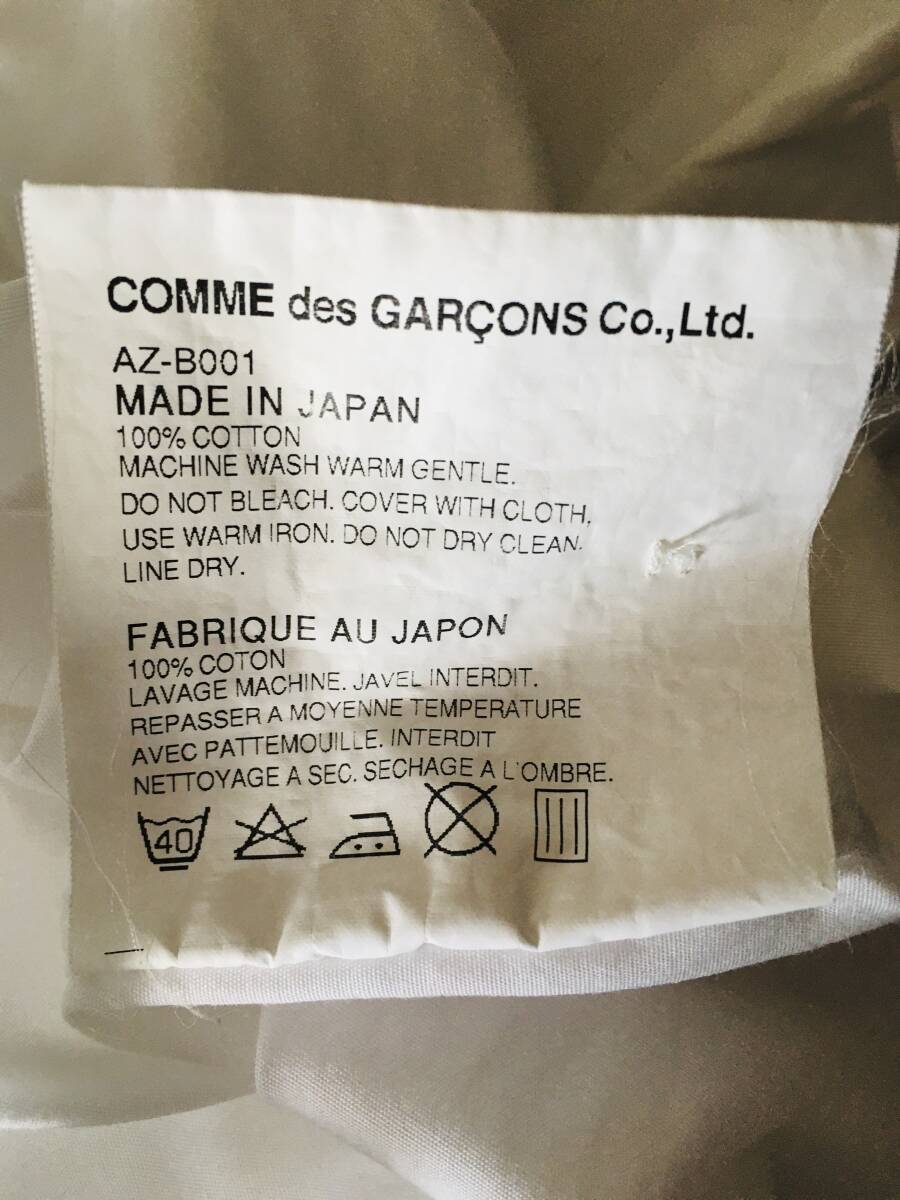 COMME des GARÇONS Co.,Ltd.
AZ-B001
MADE IN JAPAN
100% COTTON
MACHINE WASH WARM GENTLE.
DO NOT BLEACH. COVER WITH CLOTH,
USE WARM IRON. DO NOT DRY CLEAN.
LINE DRY.
FABRIQUE AU JAPON
100% COTON
LAVAGE MACHINE. JAVEL INTERDIT.
REPASSER A MOYENNE TEMPERATURE
AVEC PATTEMOUILLE. INTERDIT
NETTOYAGE A SEC. SECHAGE A L'OMBRE.
40